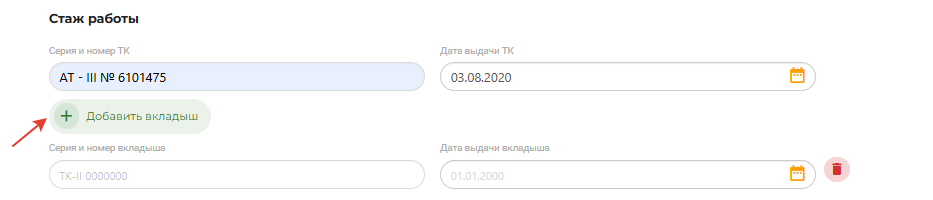 Стаж работы
Серия и номер ТК
Дата выдачи ТК
АТ - III № 6101475
03.08.2020
Добавить вкладыш
Серия и номер вкладыша
Дата выдачи вкладыша
ТК-II 0000000
01.01.2000